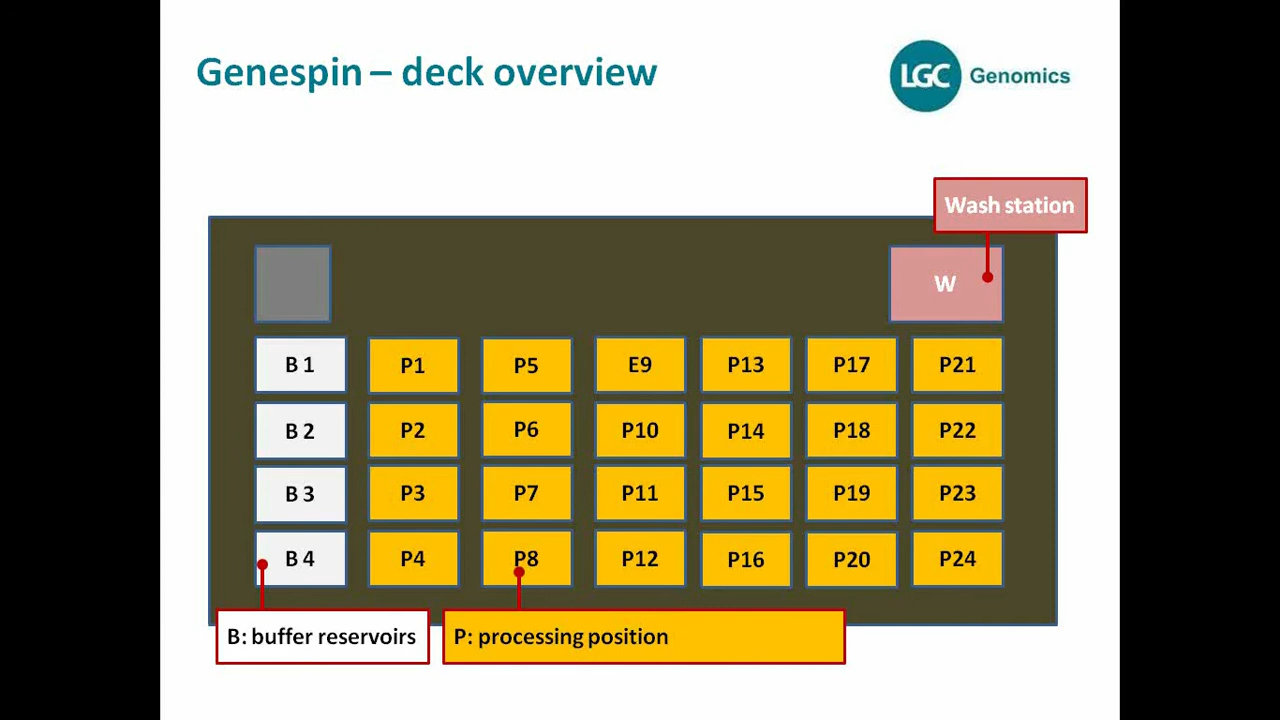 Genespin – deck overview
LGC Genomics
Wash station
W
B 1 P1 P5 E9 P13 P17 P21
B 2 P2 P6 P10 P14 P18 P22
B 3 P3 P7 P11 P15 P19 P23
B 4 P4 P8 P12 P16 P20 P24
B: buffer reservoirs
P: processing position